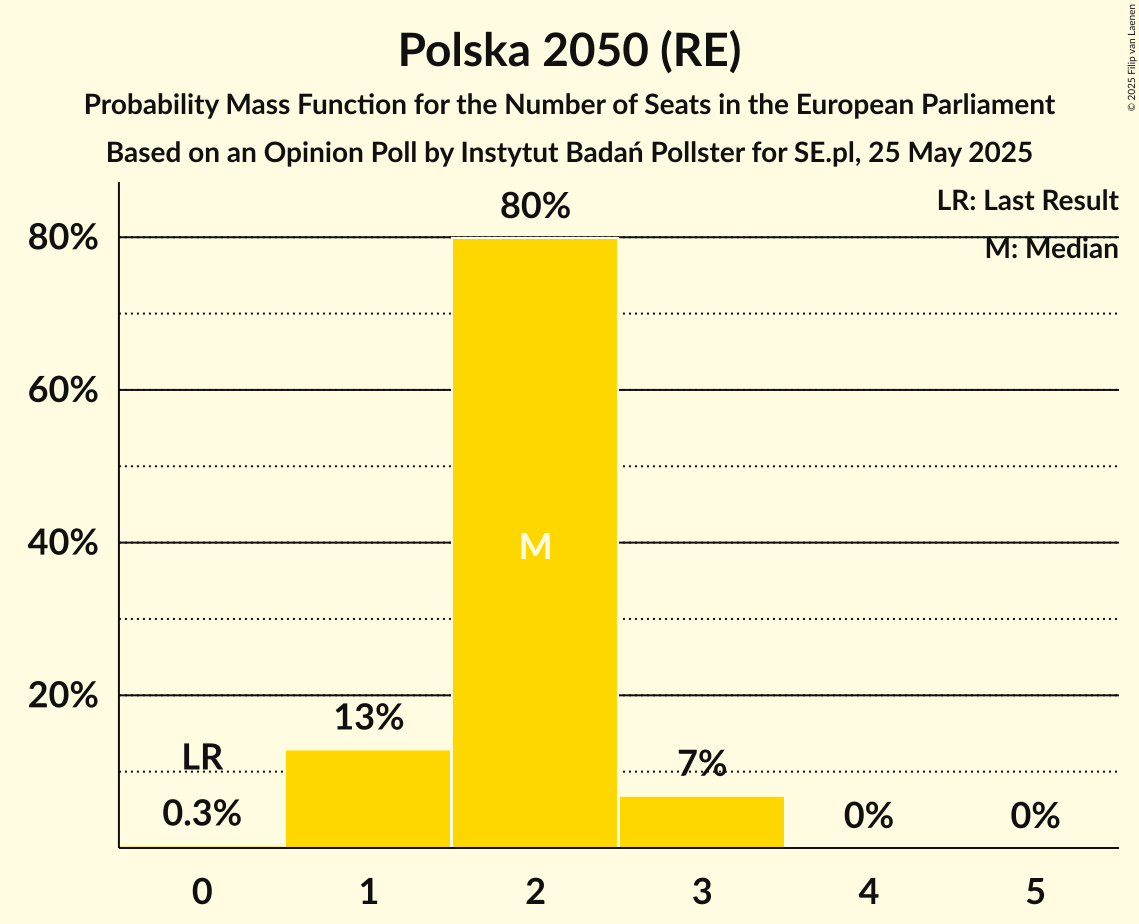 Polska 2050 (RE)
Probability Mass Function for the Number of Seats in the European Parliament
Based on an Opinion Poll by Instytut Badań Pollster for SE.pl, 25 May 2025
© 2025 Filip van Laenen
LR: Last Result
M: Median
80%
60%
40%
20%
LR
0.3%
13%
80%
M
7%
0%
0%
0 1 2 3 4 5